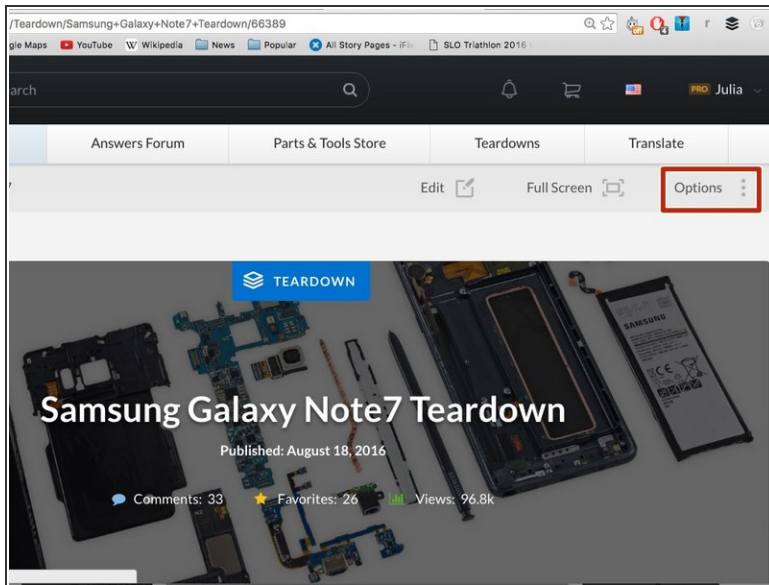 /Teardown/Samsung+Galaxy+Note7+Teardown/66389
gle Maps YouTube W Wikipedia News Popular All Story Pages - iFi SLO Triathlon 2016
earch PRO Julia
Answers Forum Parts & Tools Store Teardowns Translate
Edit Full Screen Options
TEARDOWN
SAMSUNG
Samsung Galaxy Note7 Teardown
Published: August 18, 2016
Comments: 33 Favorites: 26 Views: 96.8k